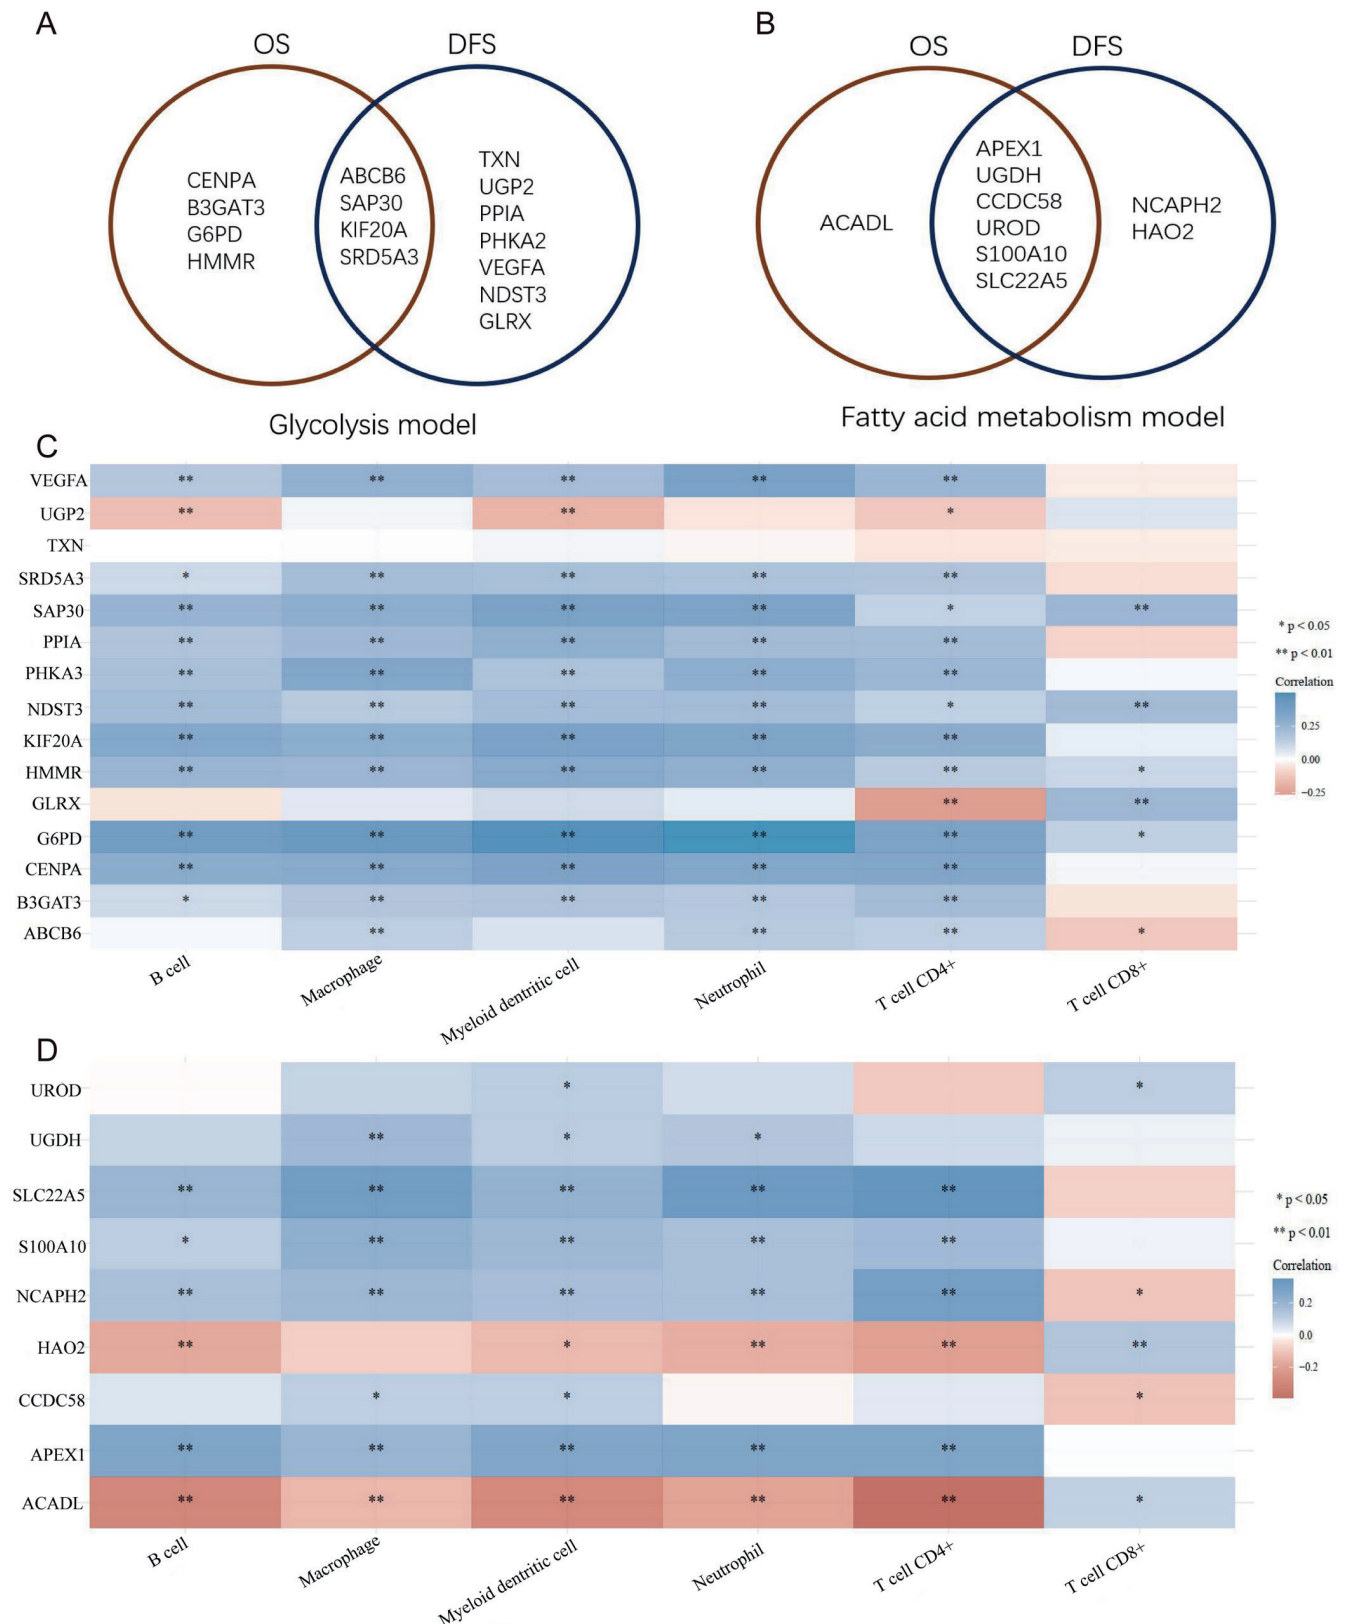 A
OS
DFS
CENPA
B3GAT3
G6PD
HMMR
ABCB6
SAP30
KIF20A
SRD5A3
TXN
UGP2
PPIA
PHKA2
VEGFA
NDST3
GLRX
Glycolysis model
B
OS
DFS
ACADL
APEX1
UGDH
CCDC58
UROD
S100A10
SLC22A5
NCAPH2
HAO2
Fatty acid metabolism model
C
VEGFA ** ** ** ** **
UGP2 ** ** *
TXN
SRD5A3 * ** ** ** **
SAP30 ** ** ** ** * **
PPIA ** ** ** ** **
PHKA3 ** ** ** ** **
NDST3 ** ** ** ** * **
KIF20A ** ** ** ** **
HMMR ** ** ** ** ** *
GLRX ** **
G6PD ** ** ** ** ** *
CENPA ** ** ** ** **
B3GAT3 * ** ** ** **
ABCB6 ** ** ** *
B cell
Macrophage
Myeloid dentritic cell
Neutrophil
T cell CD4+
T cell CD8+
* p < 0.05
** p < 0.01
Correlation
0.25
0.00
−0.25
D
UROD * *
UGDH ** * *
SLC22A5 ** ** ** ** **
S100A10 * ** ** ** **
NCAPH2 ** ** ** ** ** *
HAO2 ** * ** ** **
CCDC58 * * *
APEX1 ** ** ** ** **
ACADL ** ** ** ** ** *
B cell
Macrophage
Myeloid dentritic cell
Neutrophil
T cell CD4+
T cell CD8+
* p < 0.05
** p < 0.01
Correlation
0.2
0.0
−0.2